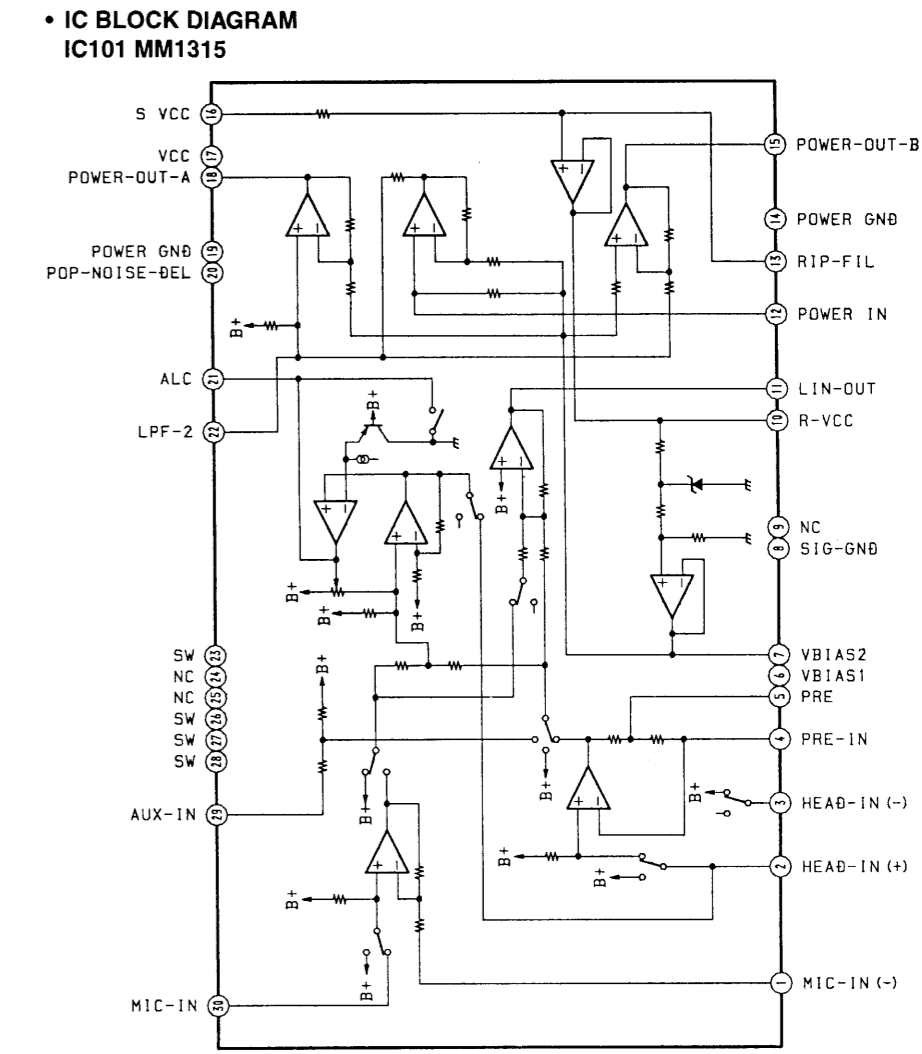 • IC BLOCK DIAGRAM
IC101 MM1315
S VCC 16
VCC 17
POWER-OUT-A 18
POWER GND 19
POP-NOISE-DEL 20
ALC 21
LPF-2 22
SW 23
NC 24
NC 25
SW 26
SW 27
SW 28
AUX-IN 29
MIC-IN 30
15 POWER-OUT-B
14 POWER GND
13 RIP-FIL
12 POWER IN
11 LIN-OUT
10 R-VCC
9 NC
8 SIG-GND
7 VBIAS2
6 VBIAS1
5 PRE
4 PRE-IN
3 HEAD-IN (-)
2 HEAD-IN (+)
1 MIC-IN (-)
+ -
+ -
+ -
+ -
B+
B+
+ -
B+
+ -
+ -
B+
B+
B+
+ -
B+
B+
B+
+ -
B+
B+
B+
+ -
B+
B+